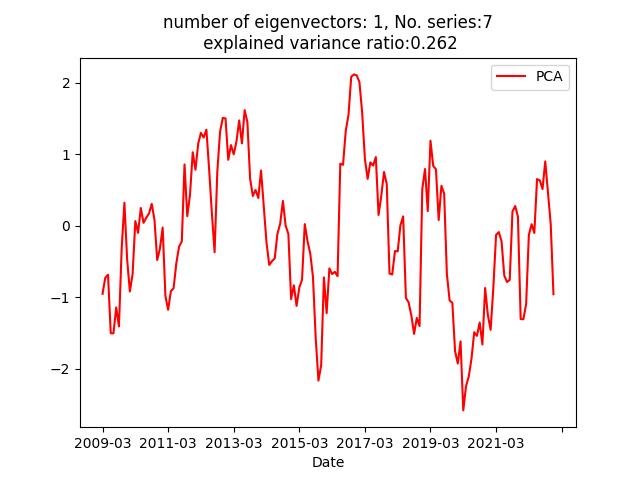 number of eigenvectors: 1, No. series:7
explained variance ratio:0.262
PCA
2
1
0
−1
−2
2009-03 2011-03 2013-03 2015-03 2017-03 2019-03 2021-03
Date